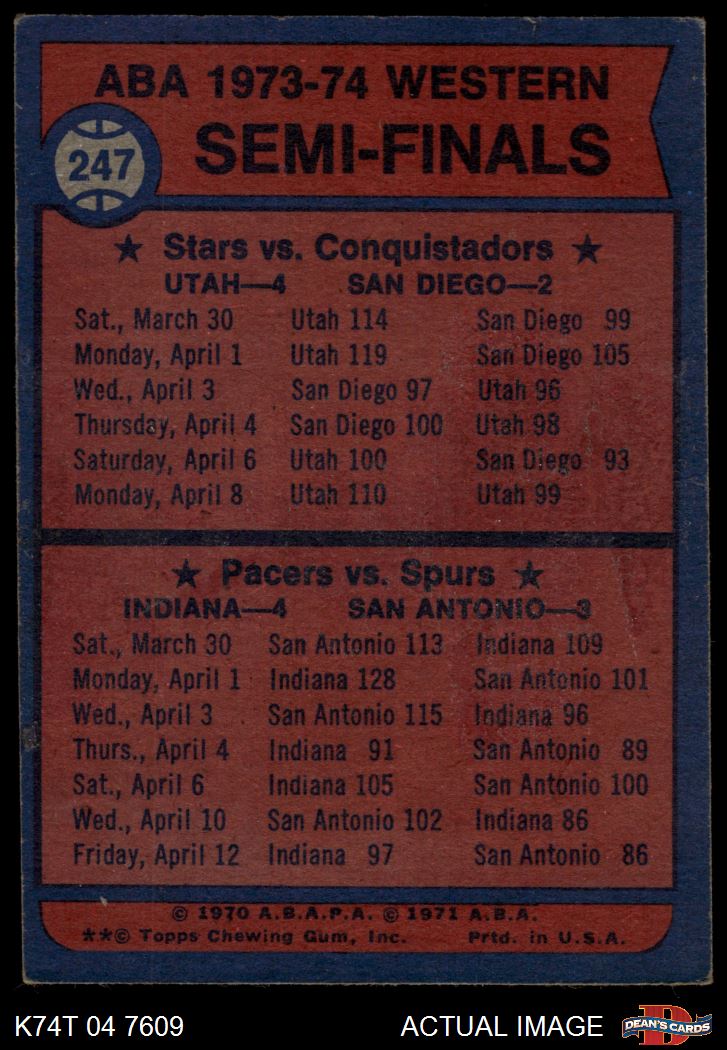 ABA 1973-74 WESTERN
SEMI-FINALS
247
★ Stars vs. Conquistadors ★
UTAH—4 SAN DIEGO—2
Sat., March 30 Utah 114 San Diego 99
Monday, April 1 Utah 119 San Diego 105
Wed., April 3 San Diego 97 Utah 96
Thursday, April 4 San Diego 100 Utah 98
Saturday, April 6 Utah 100 San Diego 93
Monday, April 8 Utah 110 Utah 99
★ Pacers vs. Spurs ★
INDIANA—4 SAN ANTONIO—3
Sat., March 30 San Antonio 113 Indiana 109
Monday, April 1 Indiana 128 San Antonio 101
Wed., April 3 San Antonio 115 Indiana 96
Thurs., April 4 Indiana 91 San Antonio 89
Sat., April 6 Indiana 105 San Antonio 100
Wed., April 10 San Antonio 102 Indiana 86
Friday, April 12 Indiana 97 San Antonio 86
© 1970 A.B.A.P.A. © 1971 A.B.A.
**© Topps Chewing Gum, Inc. Prtd. in U.S.A.
K74T 04 7609 ACTUAL IMAGE D DEAN'S CARDS